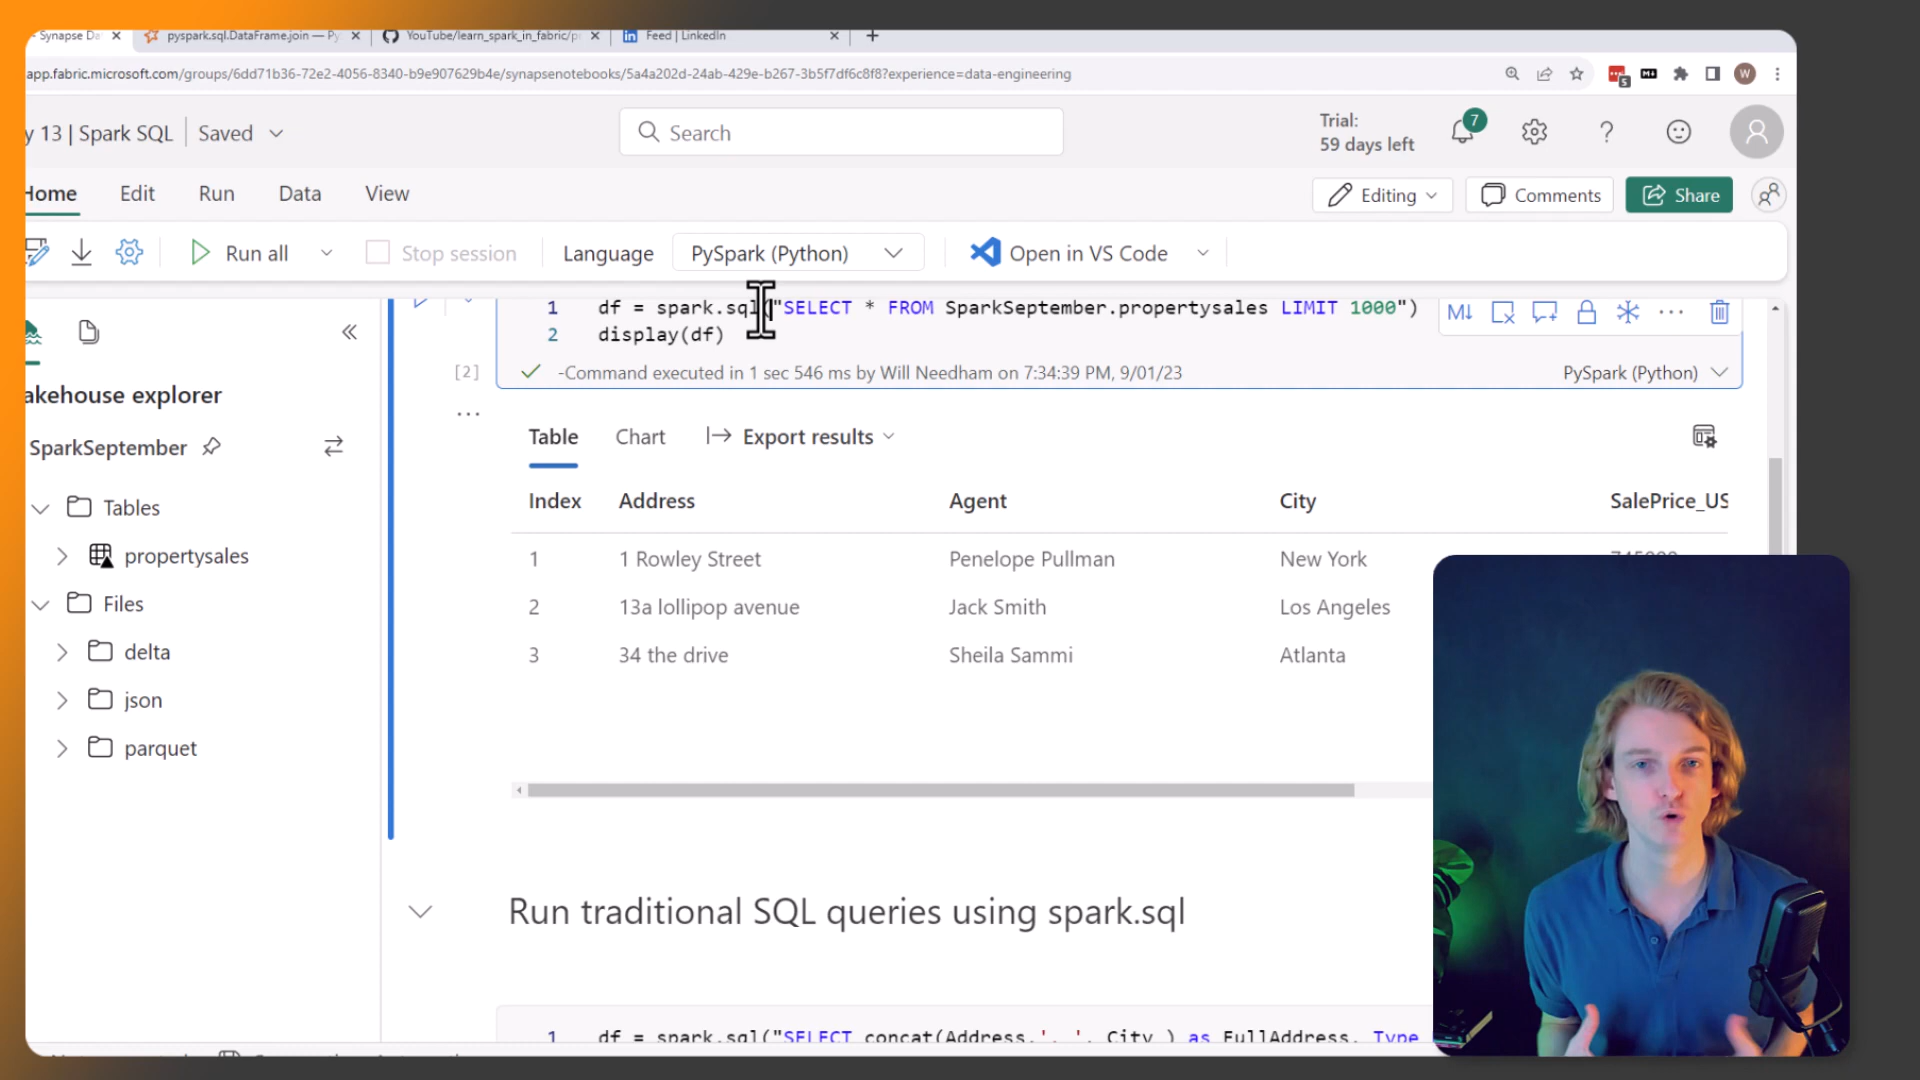 Synapse Da
pyspark.sql.DataFrame.join — Py
YouTube/learn_spark_in_fabric/p
Feed | LinkedIn
app.fabric.microsoft.com/groups/6dd71b36-72e2-4056-8340-b9e907629b4e/synapsenotebooks/5a4a202d-24ab-429e-b267-3b5f7df6c8f8?experience=data-engineering
5
W
y 13 | Spark SQL
Saved
Search
Trial:
59 days left
7
Home
Edit
Run
Data
View
Editing
Comments
Share
Run all
Stop session
Language
PySpark (Python)
Open in VS Code
1 df = spark.sql("SELECT * FROM SparkSeptember.propertysales LIMIT 1000")
M↓
2 display(df)
[2]
-Command executed in 1 sec 546 ms by Will Needham on 7:34:39 PM, 9/01/23
PySpark (Python)
akehouse explorer
SparkSeptember
Tables
propertysales
Files
delta
json
parquet
Table
Chart
Export results
Index Address Agent City SalePrice_US
1 1 Rowley Street Penelope Pullman New York
2 13a lollipop avenue Jack Smith Los Angeles
3 34 the drive Sheila Sammi Atlanta
Run traditional SQL queries using spark.sql
1 df = spark.sql("SELECT concat(Address,', ', City ) as FullAddress, Type